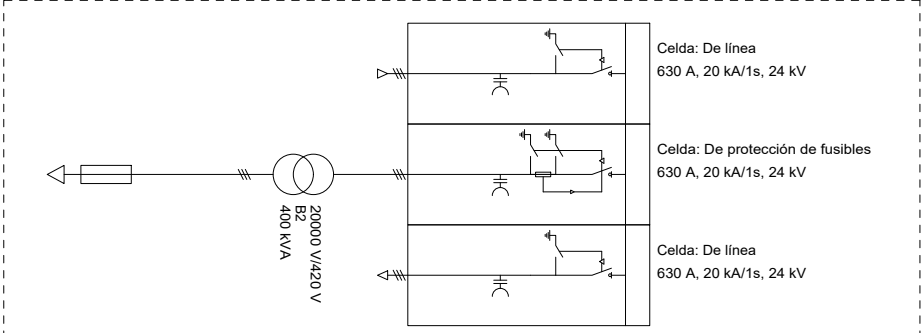 Celda: De línea
630 A, 20 kA/1s, 24 kV
Celda: De protección de fusibles
630 A, 20 kA/1s, 24 kV
20000 V/420 V
B2
400 kVA
Celda: De línea
630 A, 20 kA/1s, 24 kV